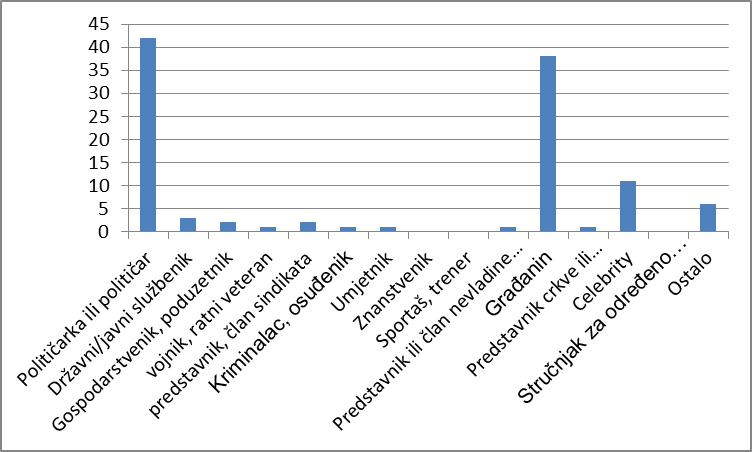 45
40
35
30
25
20
15
10
5
0
Političarka ili političar
Državni/javni službenik
Gospodarstvenik, poduzetnik
vojnik, ratni veteran
predstavnik, član sindikata
Kriminalac, osuđenik
Umjetnik
Znanstvenik
Sportaš, trener
Predstavnik ili član nevladine...
Građanin
Predstavnik crkve ili...
Celebrity
Stručnjak za određeno...
Ostalo